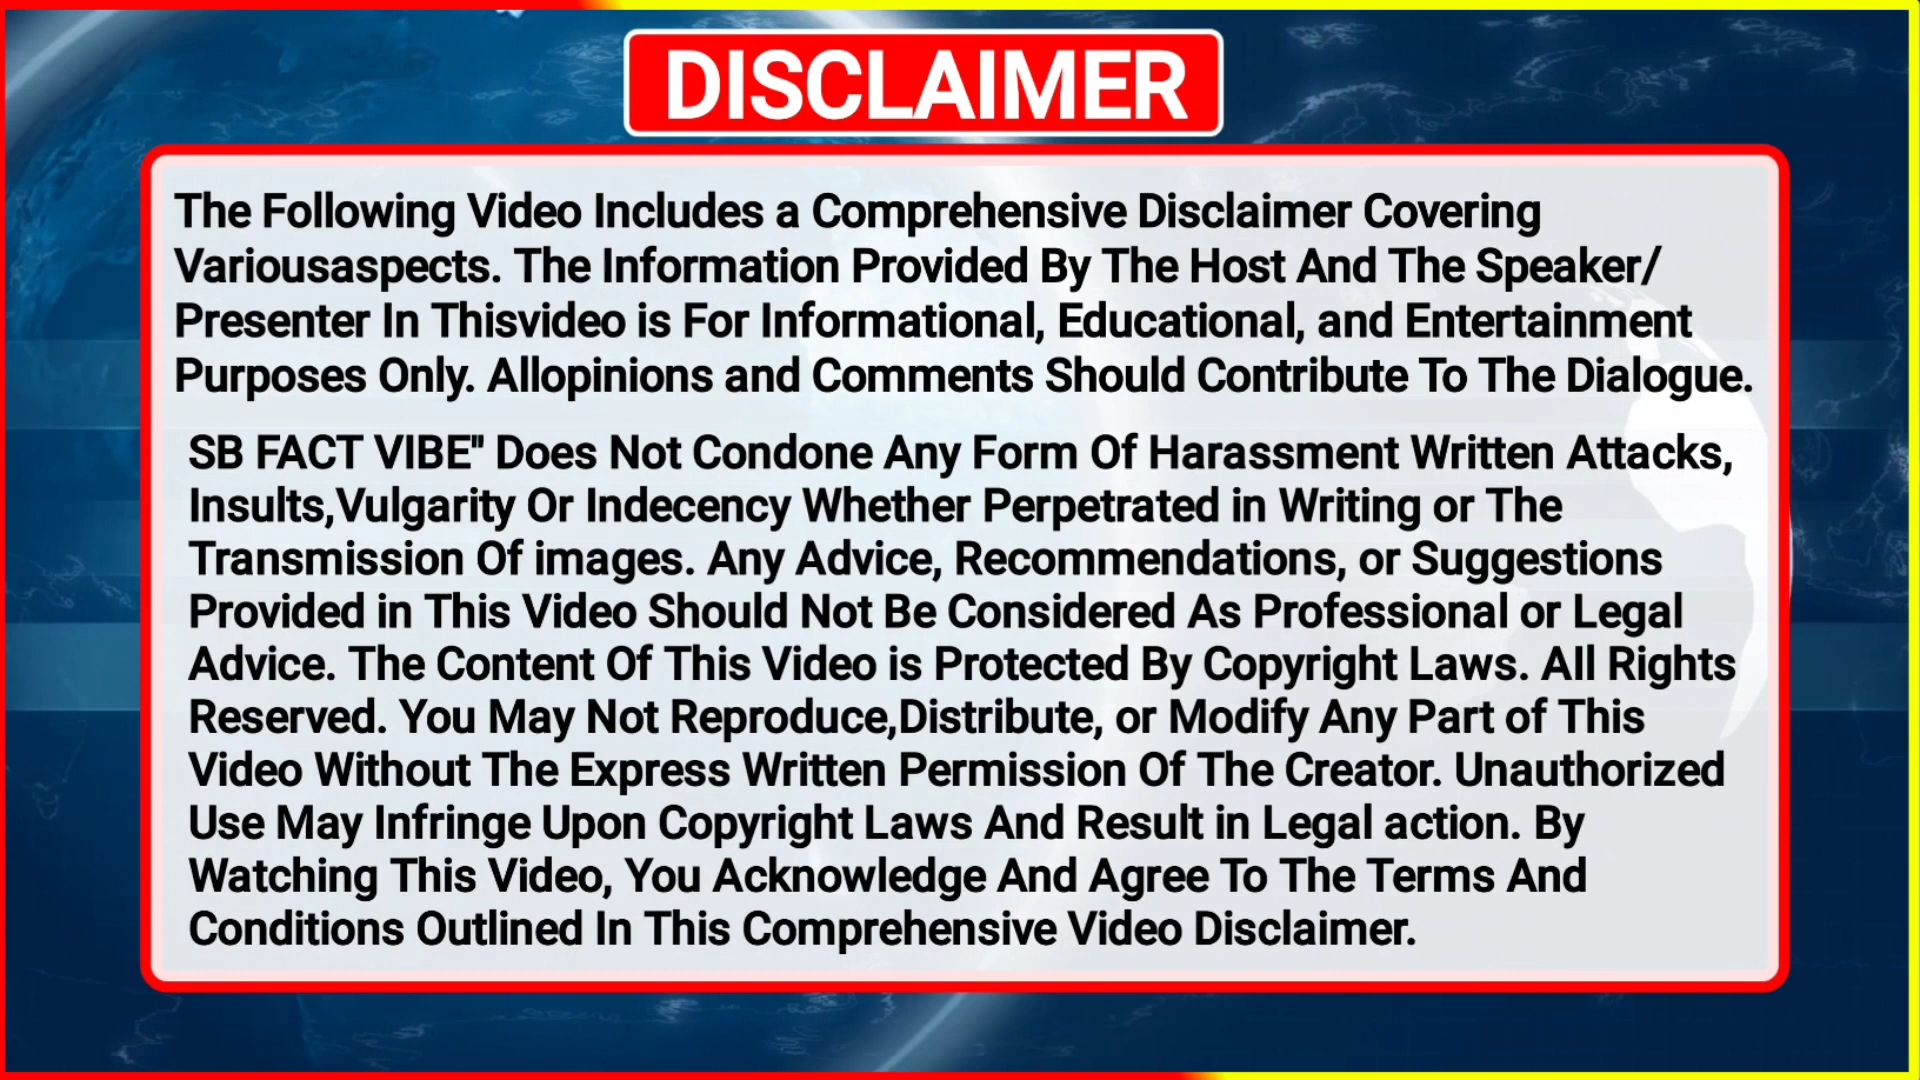 DISCLAIMER
The Following Video Includes a Comprehensive Disclaimer Covering
Variousaspects. The Information Provided By The Host And The Speaker/
Presenter In Thisvideo is For Informational, Educational, and Entertainment
Purposes Only. Allopinions and Comments Should Contribute To The Dialogue.
SB FACT VIBE" Does Not Condone Any Form Of Harassment Written Attacks,
Insults,Vulgarity Or Indecency Whether Perpetrated in Writing or The
Transmission Of images. Any Advice, Recommendations, or Suggestions
Provided in This Video Should Not Be Considered As Professional or Legal
Advice. The Content Of This Video is Protected By Copyright Laws. All Rights
Reserved. You May Not Reproduce,Distribute, or Modify Any Part of This
Video Without The Express Written Permission Of The Creator. Unauthorized
Use May Infringe Upon Copyright Laws And Result in Legal action. By
Watching This Video, You Acknowledge And Agree To The Terms And
Conditions Outlined In This Comprehensive Video Disclaimer.